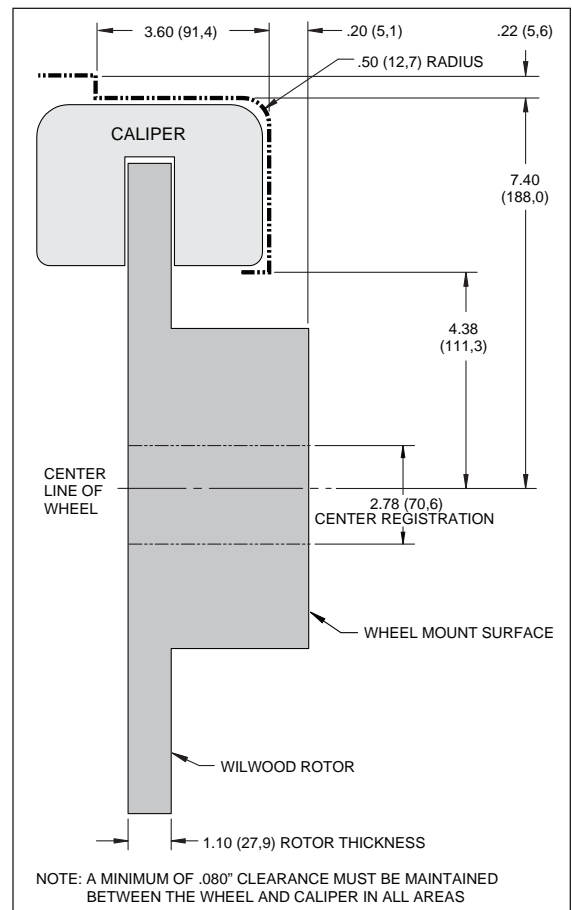 3.60 (91,4)
.20 (5,1)
.22 (5,6)
.50 (12,7) RADIUS
CALIPER
7.40
(188,0)
4.38
(111,3)
CENTER
LINE OF
WHEEL
2.78 (70,6)
CENTER REGISTRATION
WHEEL MOUNT SURFACE
WILWOOD ROTOR
1.10 (27,9) ROTOR THICKNESS
NOTE: A MINIMUM OF .080" CLEARANCE MUST BE MAINTAINED
BETWEEN THE WHEEL AND CALIPER IN ALL AREAS